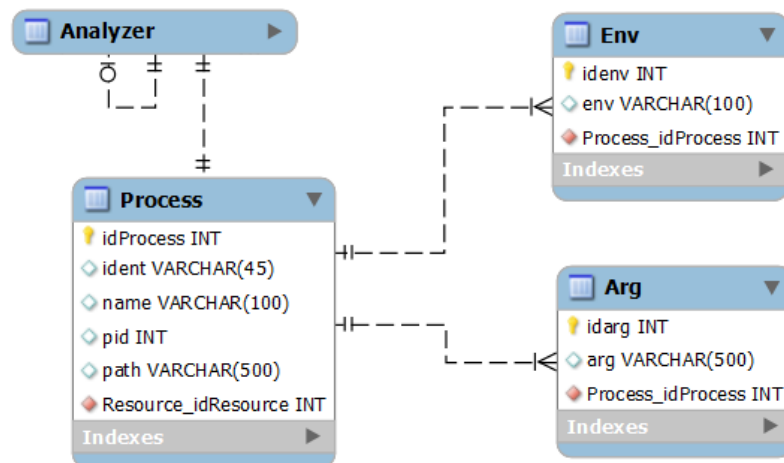 Analyzer
Process
idProcess INT
ident VARCHAR(45)
name VARCHAR(100)
pid INT
path VARCHAR(500)
Resource_idResource INT
Indexes
Env
idenv INT
env VARCHAR(100)
Process_idProcess INT
Indexes
Arg
idarg INT
arg VARCHAR(500)
Process_idProcess INT
Indexes